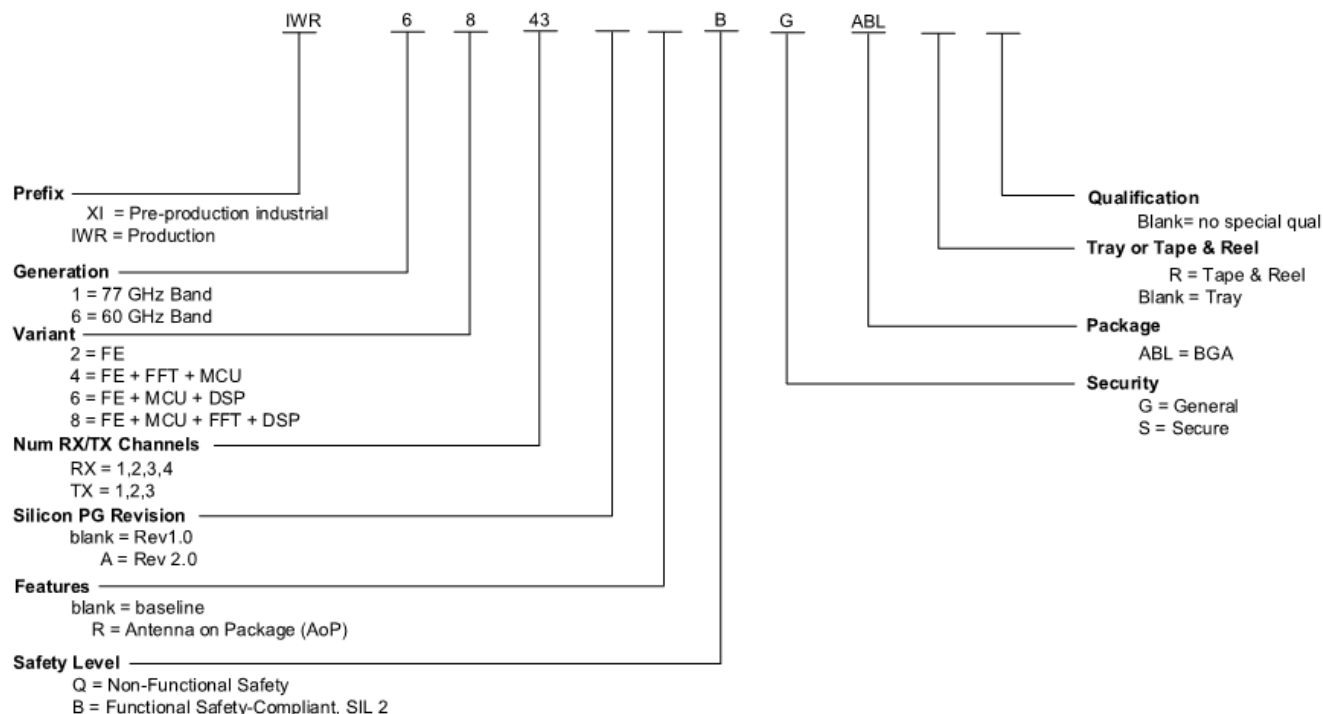 IWR 6 8 43 B G ABL
Prefix
XI = Pre-production industrial
IWR = Production
Generation
1 = 77 GHz Band
6 = 60 GHz Band
Variant
2 = FE
4 = FE + FFT + MCU
6 = FE + MCU + DSP
8 = FE + MCU + FFT + DSP
Num RX/TX Channels
RX = 1,2,3,4
TX = 1,2,3
Silicon PG Revision
blank = Rev1.0
A = Rev 2.0
Features
blank = baseline
R = Antenna on Package (AoP)
Safety Level
Q = Non-Functional Safety
B = Functional Safety-Compliant, SIL 2
Qualification
Blank= no special qual
Tray or Tape & Reel
R = Tape & Reel
Blank = Tray
Package
ABL = BGA
Security
G = General
S = Secure